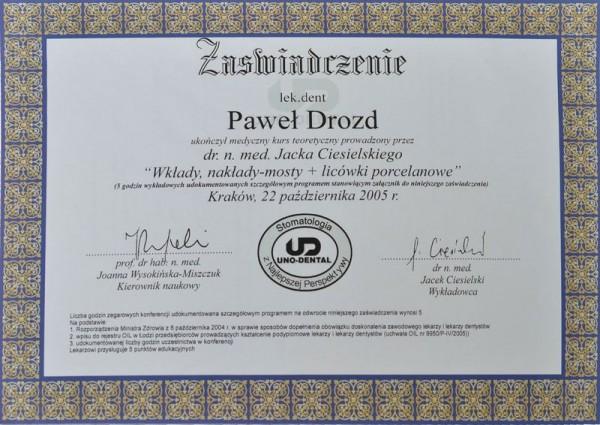 Zaświadczenie
lek.dent
Paweł Drozd
ukończył medyczny kurs teoretyczny prowadzony przez
dr. n. med. Jacka Ciesielskiego
"Wkłady, nakłady-mosty + licówki porcelanowe"
(5 godzin wykładowych udokumentowanych szczegółowym programem stanowiącym załącznik do niniejszego zaświadczenia)
Kraków, 22 października 2005 r.
Stomatologia
UNO-DENTAL
z Najlepszej Perspektywy
prof. dr hab. n. med.
Joanna Wysokińska-Miszczuk
Kierownik naukowy
dr n. med.
Jacek Ciesielski
Wykładowca
Liczba godzin zegarowych konferencji udokumentowana szczegółowym programem na odwrocie niniejszego zaświadczenia wynosi 5
Na podstawie:
1. Rozporządzenia Ministra Zdrowia z 8 października 2004 r. w sprawie sposobów dopełnienia obowiązku doskonalenia zawodowego lekarzy i lekarzy dentystów
2. wpisu do rejestru OIL w Łodzi przedsiębiorców prowadzących kształcenie podyplomowe lekarzy i lekarzy dentystów (uchwała OIL nr 9950/P-IV/2005))
3. udokumentowanej liczby godzin uczestnictwa w konferencji
Lekarzowi przysługuje 5 punktów edukacyjnych